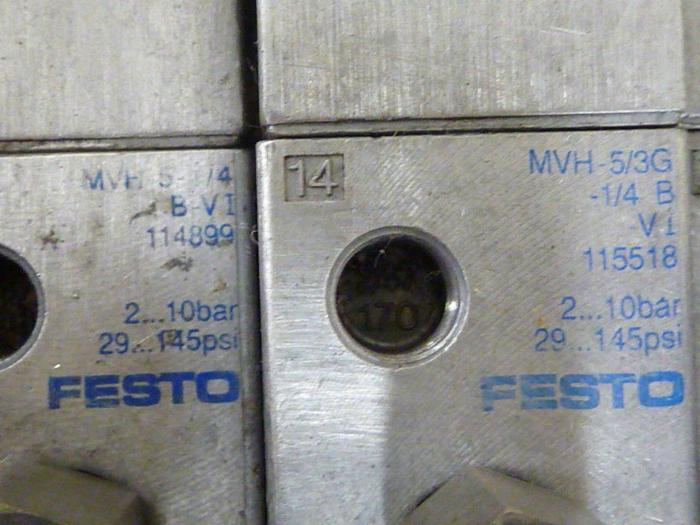 MVH 5 1/4
B-VI
114899
2...10bar
29...145psi
FESTO
14
MVH-5/3G
-1/4 B
VI
115518
170
2...10bar
29...145psi
FESTO